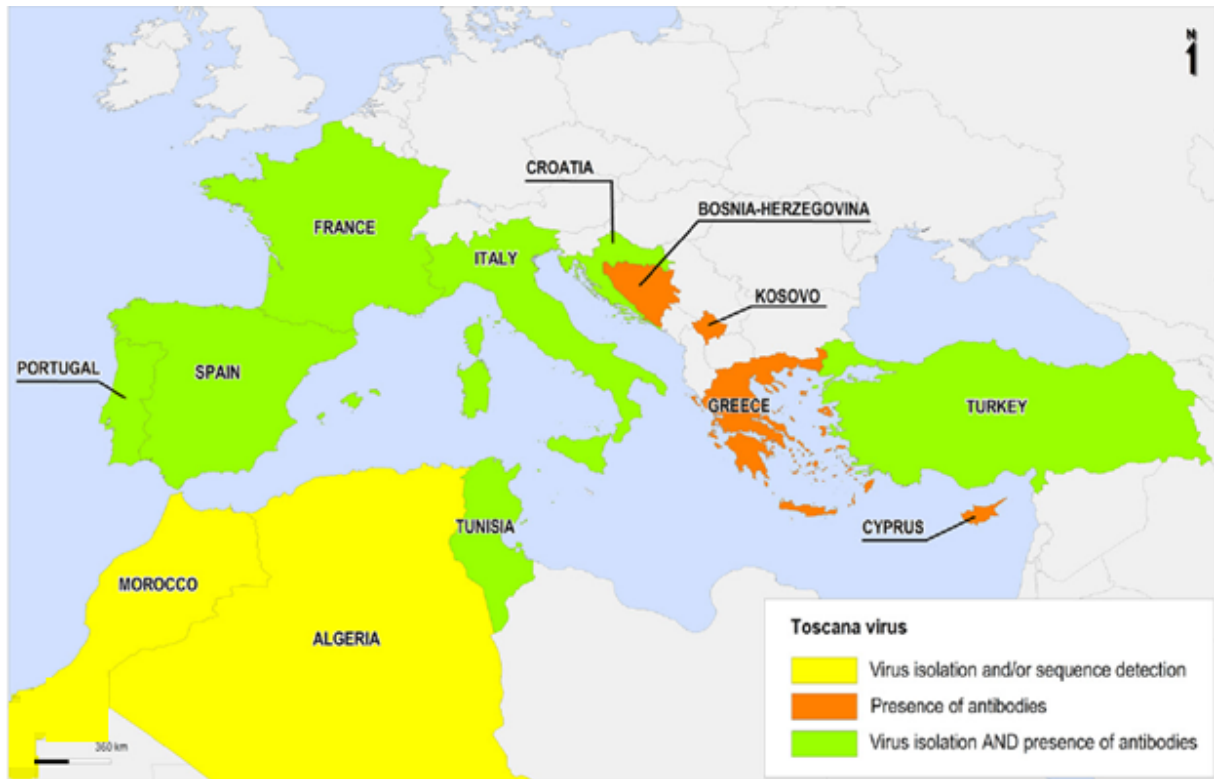 N
CROATIA
BOSNIA-HERZEGOVINA
FRANCE
ITALY
KOSOVO
PORTUGAL
SPAIN
GREECE
TURKEY
CYPRUS
TUNISIA
MOROCCO
ALGERIA
360 km
Toscana virus
Virus isolation and/or sequence detection
Presence of antibodies
Virus isolation AND presence of antibodies